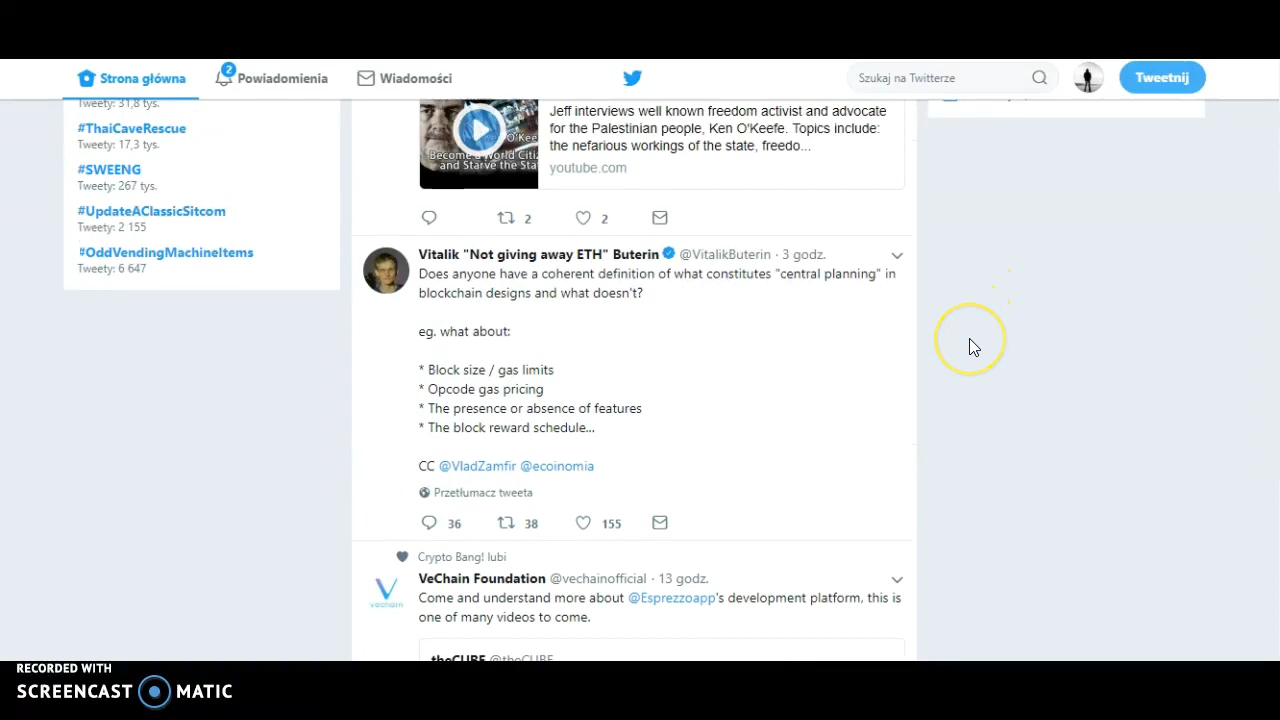 Strona główna
2
Powiadomienia
Wiadomości
Szukaj na Twitterze
Tweetnij
Tweety: 31,8 tys.
#ThaiCaveRescue
Tweety: 17,3 tys.
#SWEENG
Tweety: 267 tys.
#UpdateAClassicSitcom
Tweety: 2 155
#OddVendingMachineItems
Tweety: 6 647
Become a World Citiz
and Starve the Sta
Jeff interviews well known freedom activist and advocate
for the Palestinian people, Ken O'Keefe. Topics include:
the nefarious workings of the state, freedo...
youtube.com
2
2
Vitalik "Not giving away ETH" Buterin @VitalikButerin · 3 godz.
Does anyone have a coherent definition of what constitutes "central planning" in
blockchain designs and what doesn't?
eg. what about:
* Block size / gas limits
* Opcode gas pricing
* The presence or absence of features
* The block reward schedule...
CC @VladZamfir @ecoinomia
Przetłumacz tweeta
36
38
155
Crypto Bang! lubi
VeChain Foundation @vechainofficial · 13 godz.
vechain
Come and understand more about @Esprezzoapp's development platform, this is
one of many videos to come.
theCUBE @theCUBE
RECORDED WITH
SCREENCAST MATIC